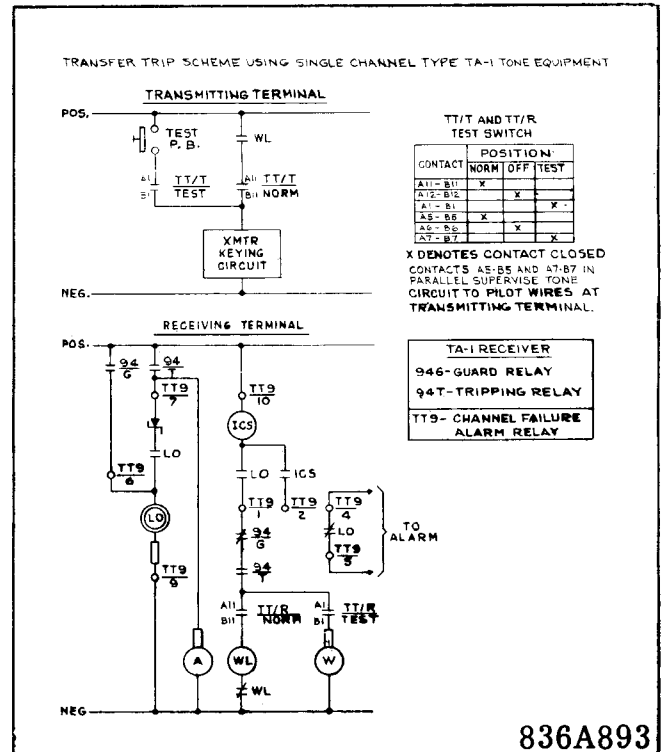 TRANSFER TRIP SCHEME USING SINGLE CHANNEL TYPE TA-1 TONE EQUIPMENT
TRANSMITTING TERMINAL
POS.
TEST
P. B.
WL
A1
B1
TT/T
TEST
A11
B11
TT/T
NORM
XMTR
KEYING
CIRCUIT
NEG.
TT/T AND TT/R
TEST SWITCH
CONTACT
POSITION
NORM OFF TEST
A11-B11 X
A12-B12 X
A1-B1 X
A5-B5 X
A6-B6 X
A7-B7 X
X DENOTES CONTACT CLOSED
CONTACTS A5-B5 AND A7-B7 IN
PARALLEL SUPERVISE TONE
CIRCUIT TO PILOT WIRES AT
TRANSMITTING TERMINAL.
RECEIVING TERMINAL
POS.
94
G
94
T
TT9
7
LO
TT9
6
LO
TT9
9
A
TT9
10
ICS
LO
ICS
TT9
1
TT9
2
94
G
94
T
A11
B11
TT/R
NORM
A1
B1
TT/R
TEST
WL
W
WL
TT9
4
LO
TT9
5
TO
ALARM
NEG
TA-1 RECEIVER
94G-GUARD RELAY
94T-TRIPPING RELAY
TT9- CHANNEL FAILURE
ALARM RELAY
836A893